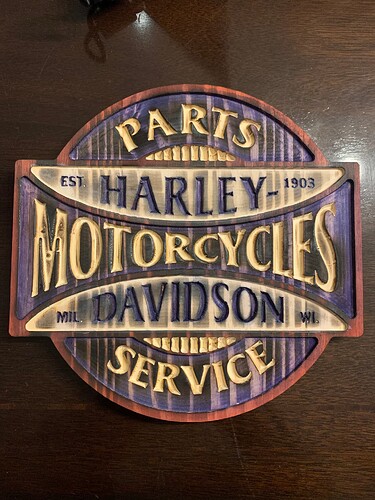 PARTS
EST. HARLEY- 1903
MOTORCYCLES
MIL. DAVIDSON WI.
SERVICE